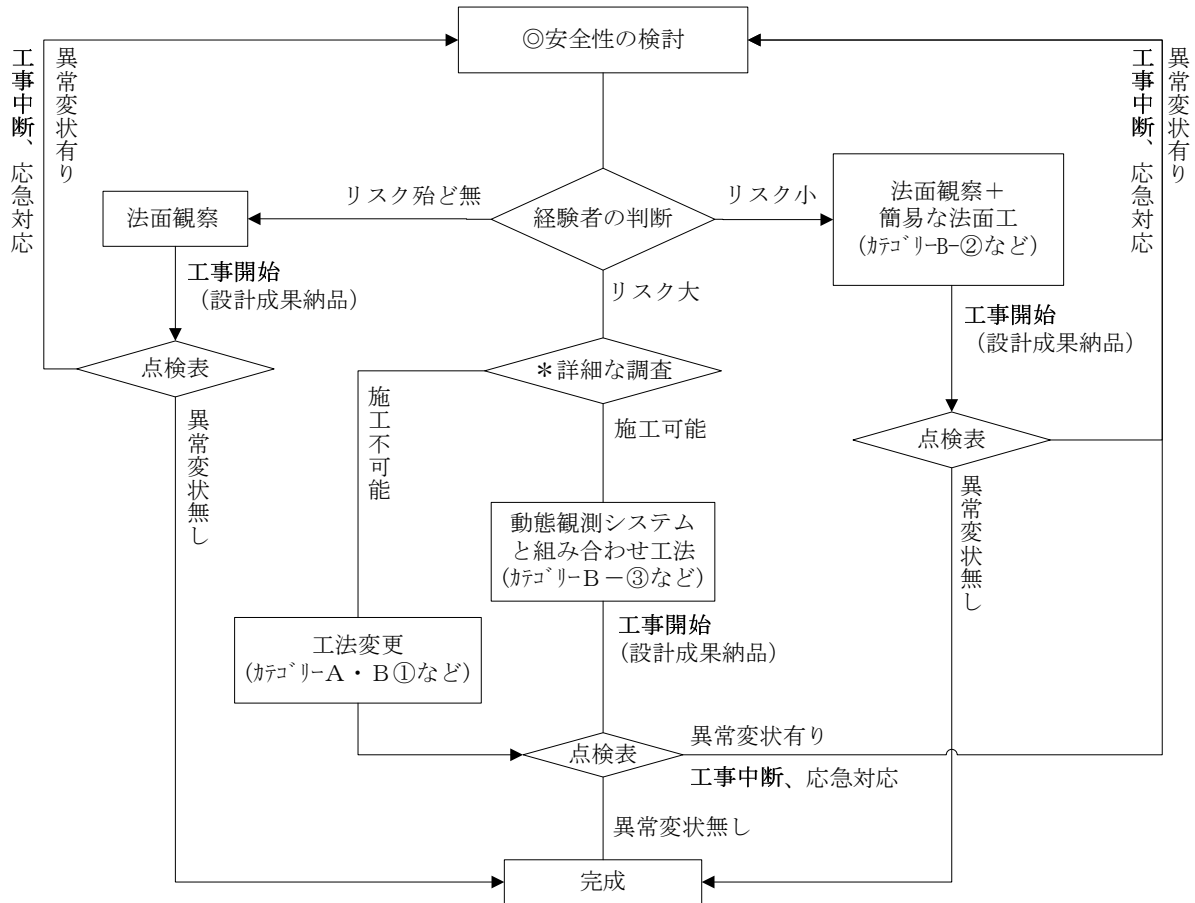 ◎安全性の検討
異常変状有り
工事中断、応急対応
工事中断、応急対応
異常変状有り
リスク殆ど無
経験者の判断
リスク小
法面観察
法面観察＋
簡易な法面工
(ｶﾃｺﾞﾘｰB-②など)
工事開始
（設計成果納品）
リスク大
工事開始
（設計成果納品）
点検表
＊詳細な調査
施工不可能
施工可能
点検表
異常変状無し
異常変状無し
動態観測システム
と組み合わせ工法
(ｶﾃｺﾞﾘｰＢ－③など)
工事開始
（設計成果納品）
工法変更
(ｶﾃｺﾞﾘｰＡ・Ｂ①など)
点検表
異常変状有り
工事中断、応急対応
異常変状無し
完成